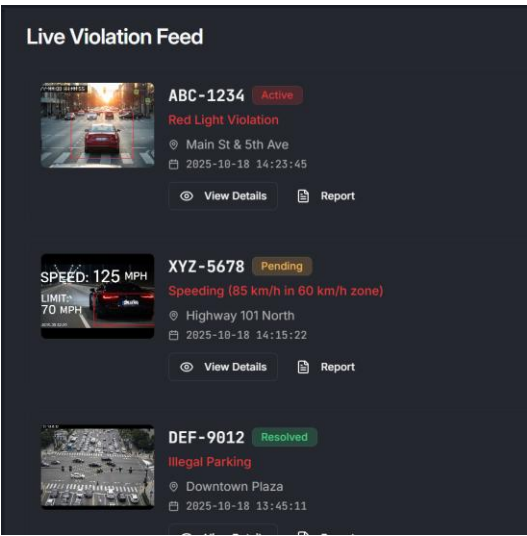 Live Violation Feed
ABC-1234 Active
Red Light Violation
Main St & 5th Ave
2025-10-18 14:23:45
View Details Report
SPEED: 125 MPH
LIMIT:
70 MPH
XYZ-5678 Pending
Speeding (85 km/h in 60 km/h zone)
Highway 101 North
2025-10-18 14:15:22
View Details Report
DEF-9012 Resolved
Illegal Parking
Downtown Plaza
2025-10-18 13:45:11
View Details Report